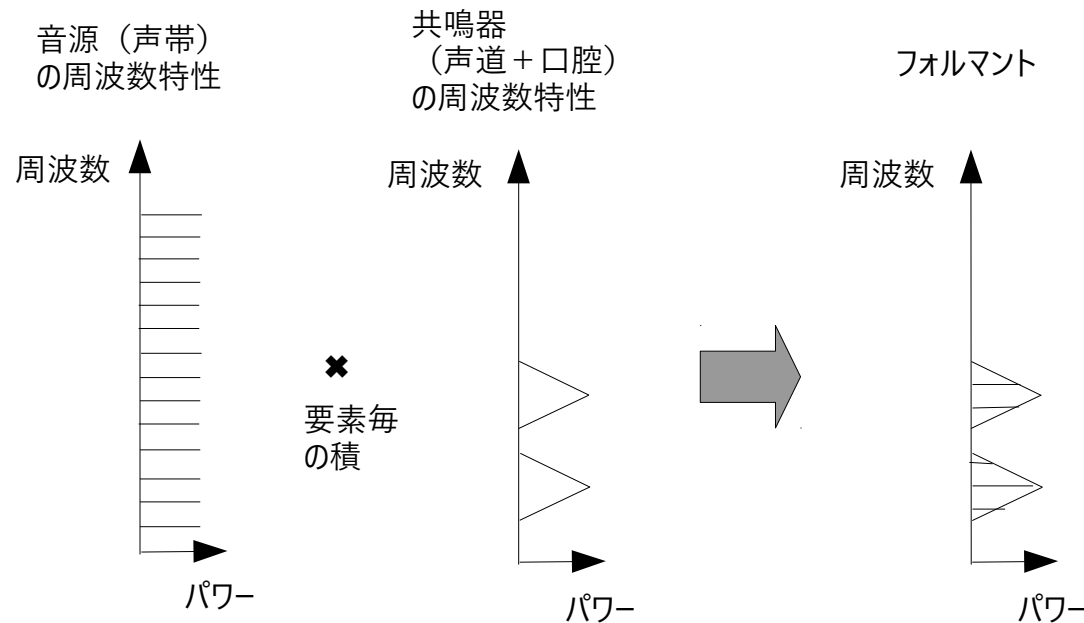 音源（声帯）
の周波数特性
共鳴器
（声道＋口腔）
の周波数特性
フォルマント
周波数
周波数
周波数
✖
要素毎
の積
パワー
パワー
パワー